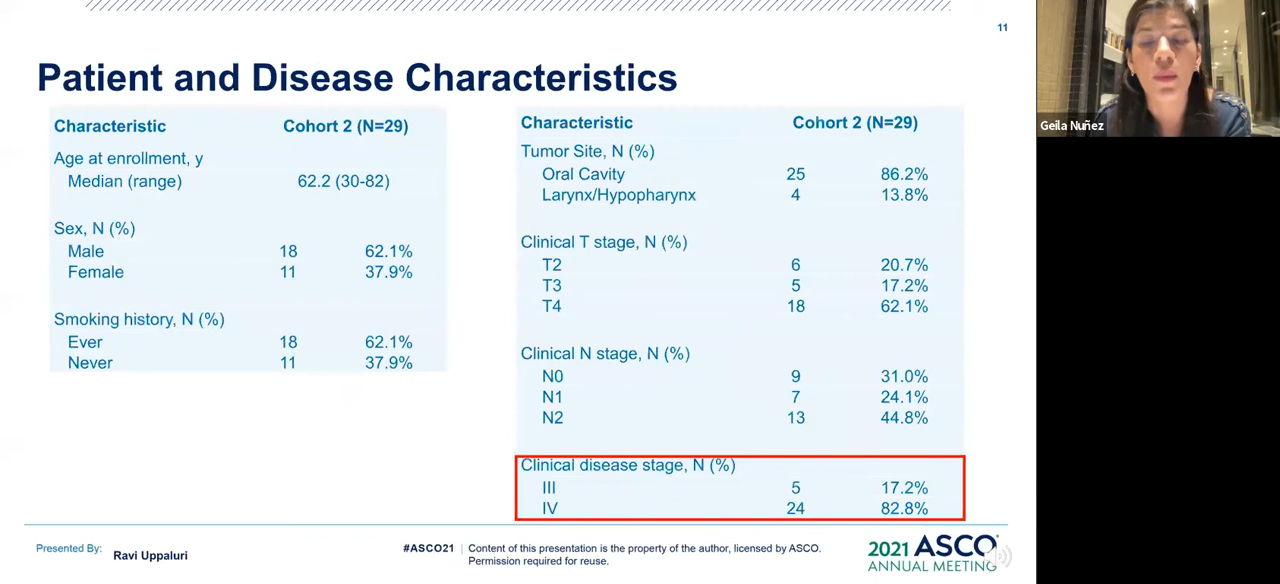 11
Patient and Disease Characteristics
Characteristic Cohort 2 (N=29)
Age at enrollment, y
Median (range) 62.2 (30-82)
Sex, N (%)
Male 18 62.1%
Female 11 37.9%
Smoking history, N (%)
Ever 18 62.1%
Never 11 37.9%
Characteristic Cohort 2 (N=29)
Tumor Site, N (%)
Oral Cavity 25 86.2%
Larynx/Hypopharynx 4 13.8%
Clinical T stage, N (%)
T2 6 20.7%
T3 5 17.2%
T4 18 62.1%
Clinical N stage, N (%)
N0 9 31.0%
N1 7 24.1%
N2 13 44.8%
Clinical disease stage, N (%)
III 5 17.2%
IV 24 82.8%
Presented By: Ravi Uppaluri
#ASCO21 | Content of this presentation is the property of the author, licensed by ASCO.
Permission required for reuse.
2021 ASCO®
ANNUAL MEETING
Geila Nuñez